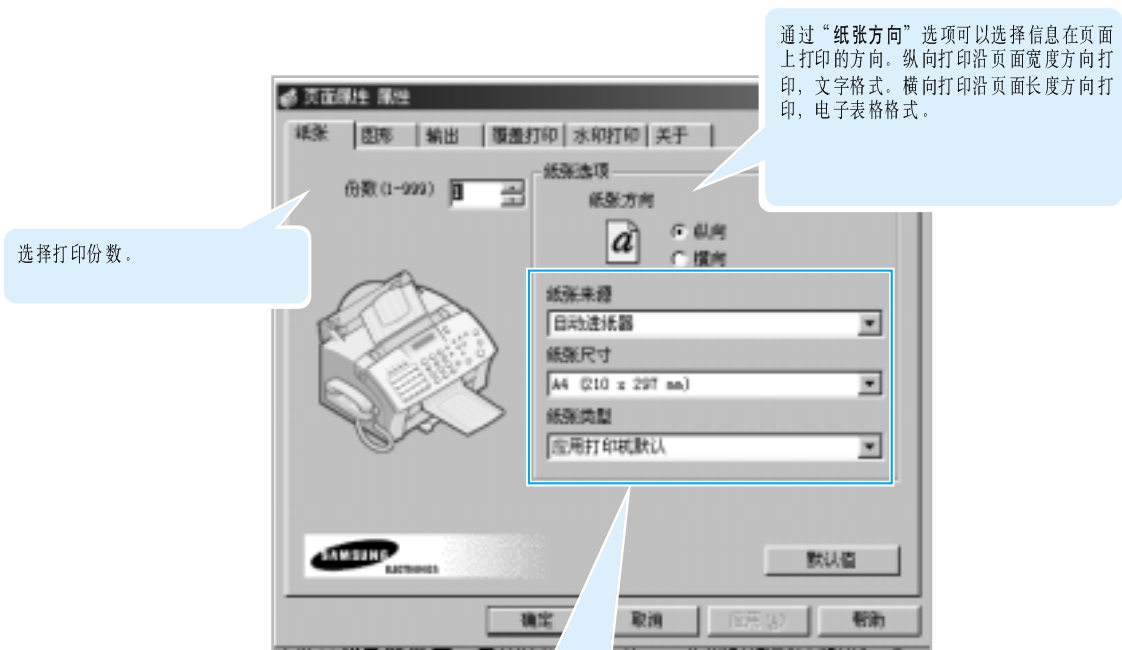 通过“纸张方向”选项可以选择信息在页面
上打印的方向。纵向打印沿页面宽度方向打
印，文字格式。横向打印沿页面长度方向打
印，电子表格格式。
页面属性 属性
纸张 图形 输出 覆盖打印 水印打印 关于
纸张选项
份数(1-999) 1
纸张方向
纵向
横向
选择打印份数。
纸张来源
自动进纸器
纸张尺寸
A4 (210 x 297 mm)
纸张类型
应用打印机默认
SAMSUNG
ELECTRONICS
默认值
确定 取消 应用(A) 帮助